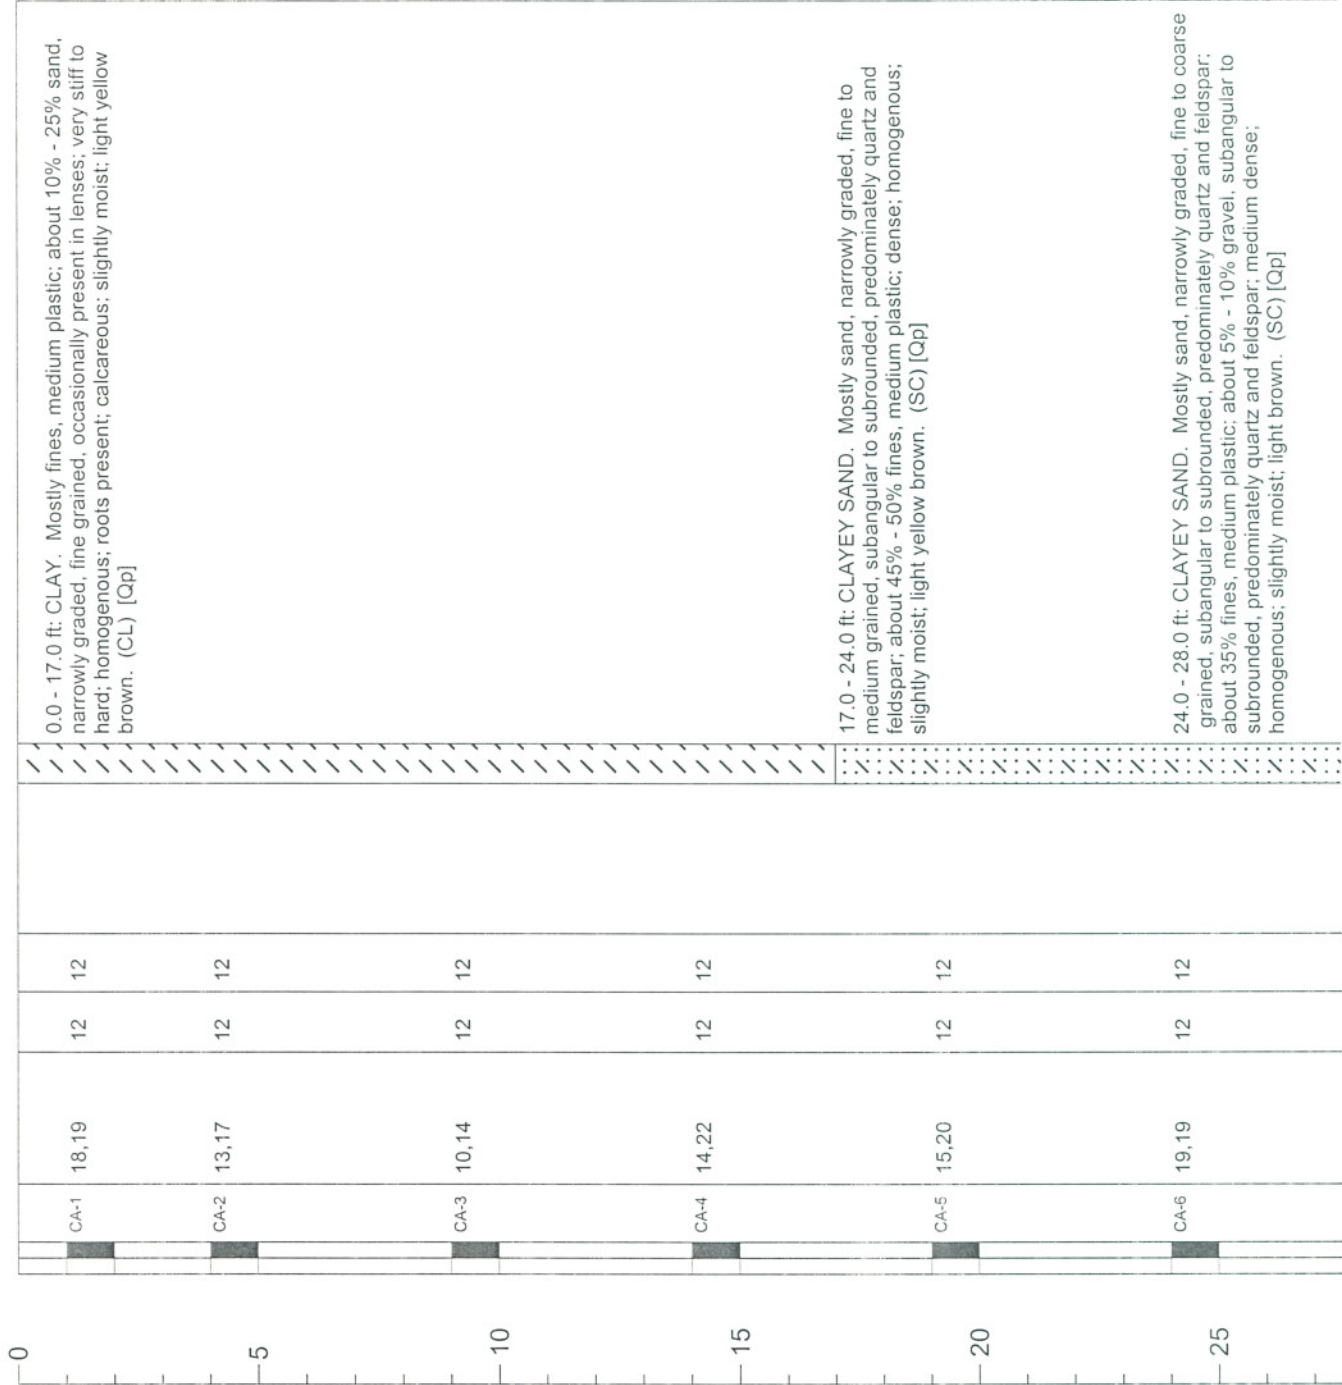 0
5
10
15
20
25
CA-1 18,19 12 12
CA-2 13,17 12 12
CA-3 10,14 12 12
CA-4 14,22 12 12
CA-5 15,20 12 12
CA-6 19,19 12 12
0.0 - 17.0 ft: CLAY. Mostly fines, medium plastic; about 10% - 25% sand,
narrowly graded, fine grained, occasionally present in lenses; very stiff to
hard; homogenous; roots present; calcareous; slightly moist; light yellow
brown. (CL) [Qp]
17.0 - 24.0 ft: CLAYEY SAND. Mostly sand, narrowly graded, fine to
medium grained, subangular to subrounded, predominately quartz and
feldspar; about 45% - 50% fines, medium plastic; dense; homogenous;
slightly moist; light yellow brown. (SC) [Qp]
24.0 - 28.0 ft: CLAYEY SAND. Mostly sand, narrowly graded, fine to coarse
grained, subangular to subrounded, predominately quartz and feldspar;
about 35% fines, medium plastic; about 5% - 10% gravel, subangular to
subrounded, predominately quartz and feldspar; medium dense;
homogenous; slightly moist; light brown. (SC) [Qp]